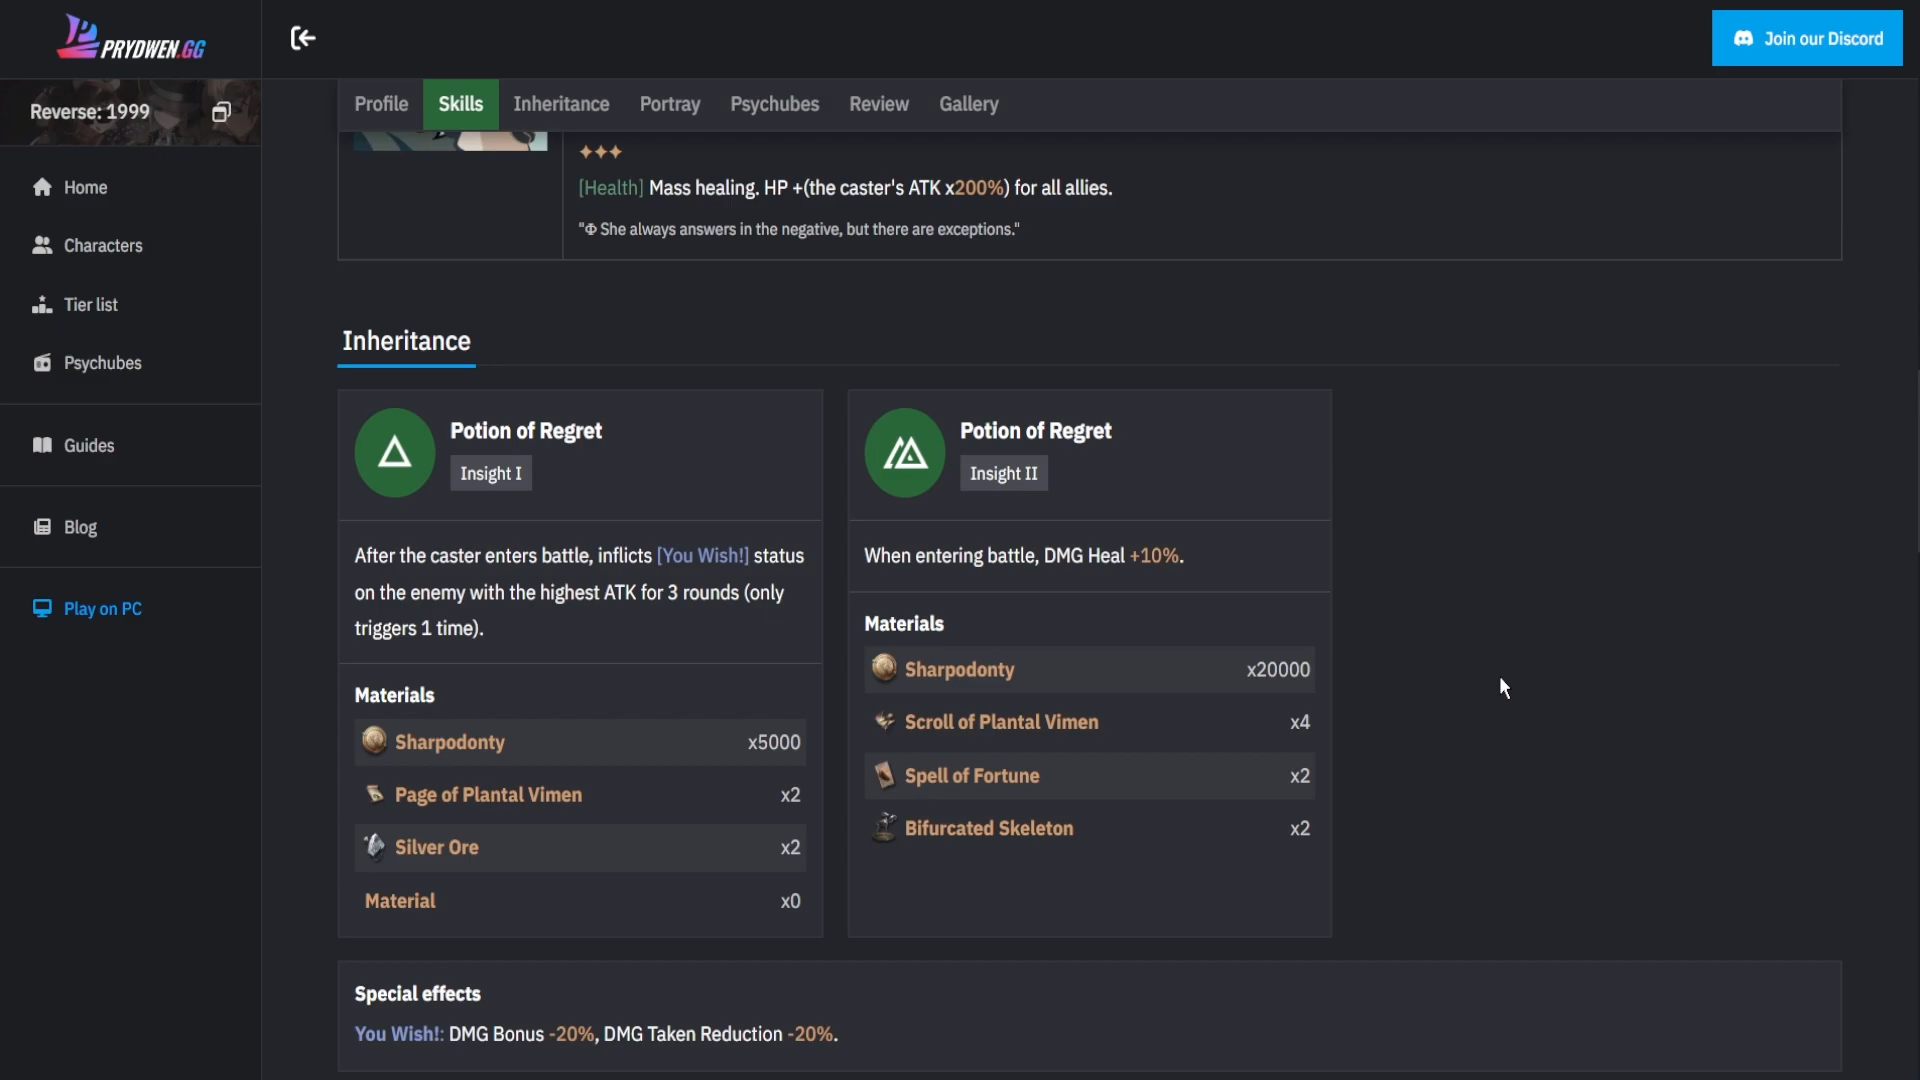 PRYDWEN.GG
Join our Discord
Reverse: 1999
Profile Skills Inheritance Portray Psychubes Review Gallery
Home
Characters
Tier list
Psychubes
Guides
Blog
Play on PC
[Health] Mass healing. HP +(the caster's ATK x200%) for all allies.
"Φ She always answers in the negative, but there are exceptions."
Inheritance
Potion of Regret
Insight I
After the caster enters battle, inflicts [You Wish!] status
on the enemy with the highest ATK for 3 rounds (only
triggers 1 time).
Materials
Sharpodonty x5000
Page of Plantal Vimen x2
Silver Ore x2
Material x0
Potion of Regret
Insight II
When entering battle, DMG Heal +10%.
Materials
Sharpodonty x20000
Scroll of Plantal Vimen x4
Spell of Fortune x2
Bifurcated Skeleton x2
Special effects
You Wish!: DMG Bonus -20%, DMG Taken Reduction -20%.